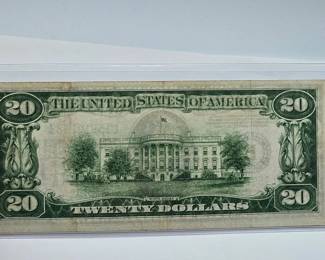 20 THE UNITED STATES OF AMERICA 20
20 TWENTY DOLLARS 20